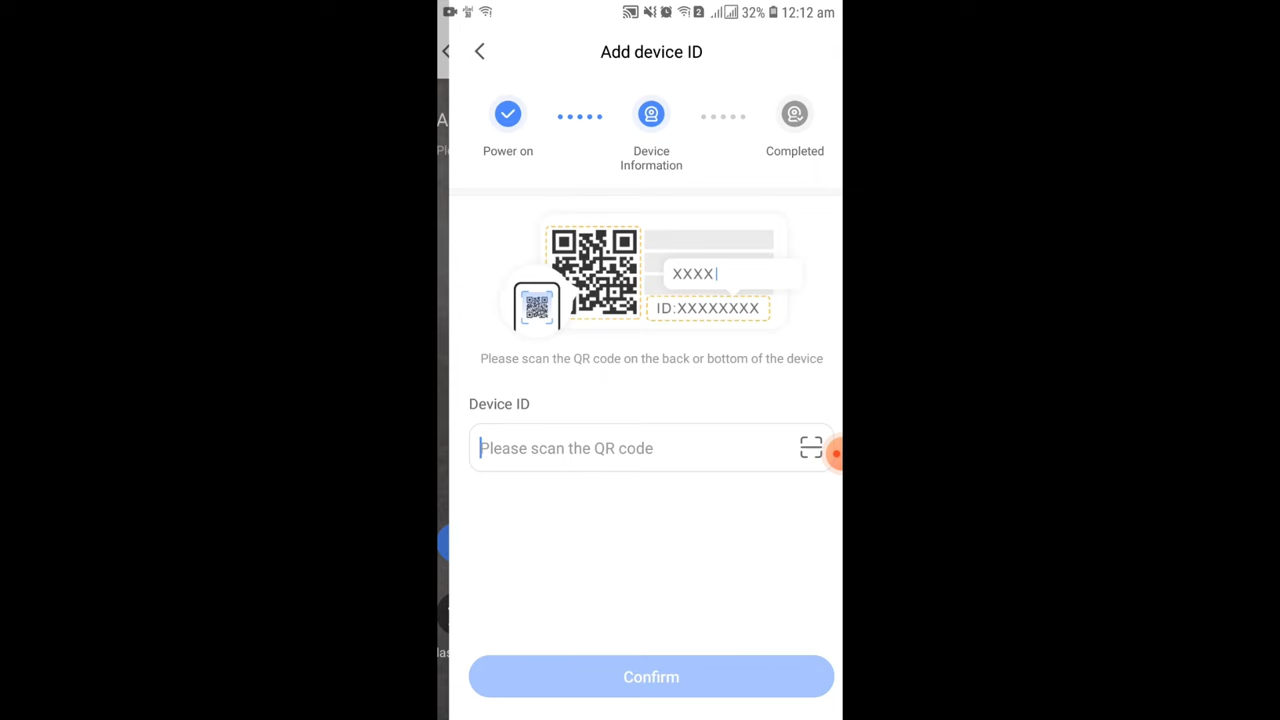 32% 12:12 am
Add device ID
Power on
Device
Information
Completed
XXXX
ID:XXXXXXXX
Please scan the QR code on the back or bottom of the device
Device ID
Please scan the QR code
Confirm